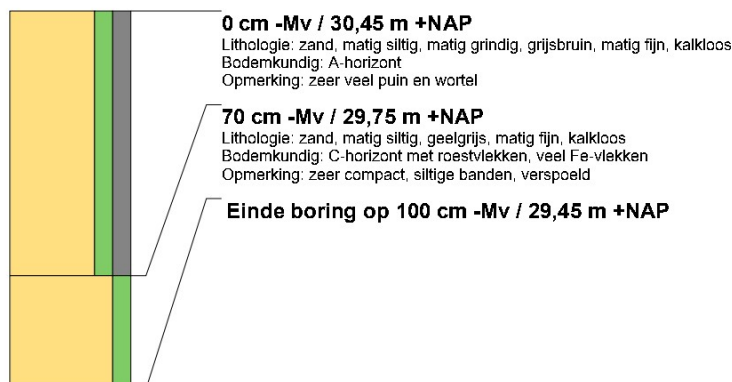 0 cm -Mv / 30,45 m +NAP
Lithologie: zand, matig siltig, matig grindig, grijsbruin, matig fijn, kalkloos
Bodemkundig: A-horizont
Opmerking: zeer veel puin en wortel
70 cm -Mv / 29,75 m +NAP
Lithologie: zand, matig siltig, geelgrijs, matig fijn, kalkloos
Bodemkundig: C-horizont met roestvlekken, veel Fe-vlekken
Opmerking: zeer compact, siltige banden, verspoeld
Einde boring op 100 cm -Mv / 29,45 m +NAP